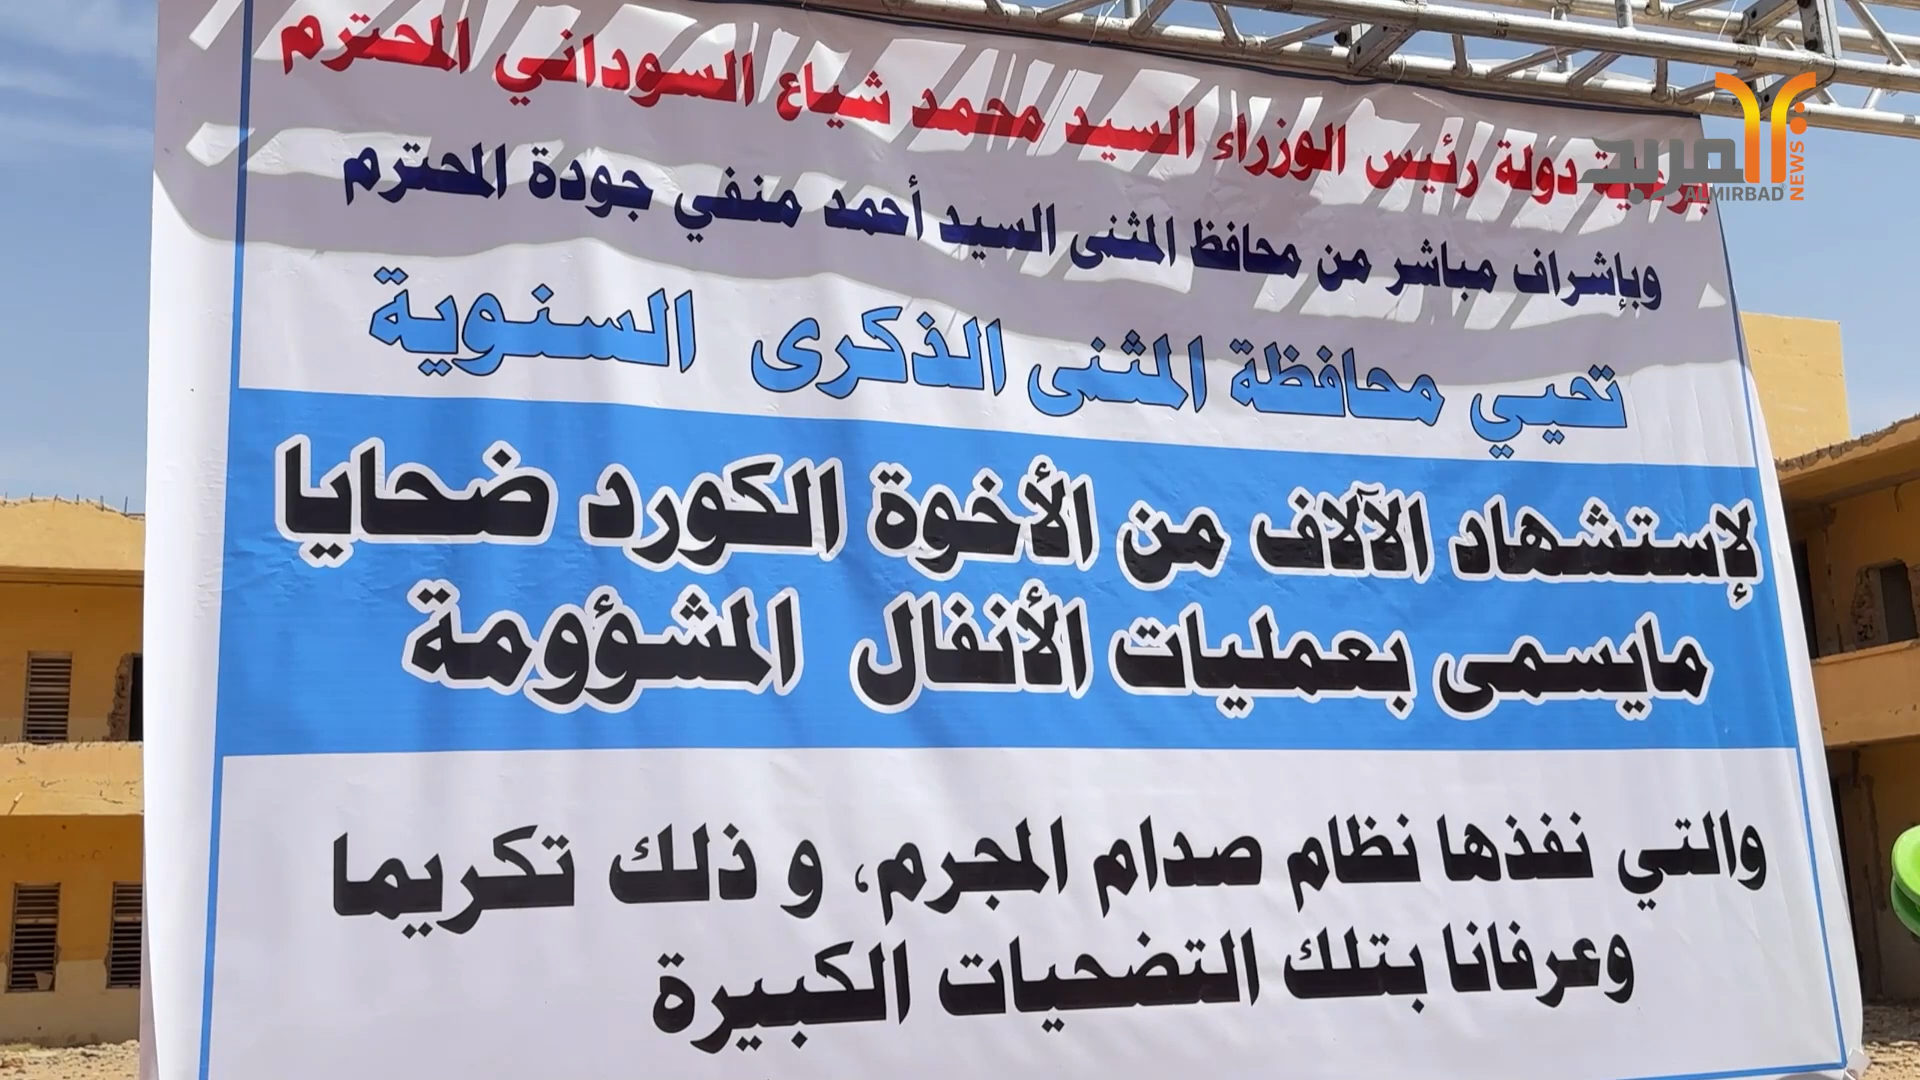 برعاية دولة رئيس الوزراء السيد محمد شياع السوداني المحترم
وبإشراف مباشر من محافظ المثنى السيد أحمد منفي جودة المحترم
تحيي محافظة المثنى الذكرى السنوية
لإستشهاد الآلاف من الأخوة الكورد ضحايا
مايسمى بعمليات الأنفال المشؤومة
والتي نفذها نظام صدام المجرم، و ذلك تكريما
وعرفانا بتلك التضحيات الكبيرة
المربد
ALMIRBAD
NEWS